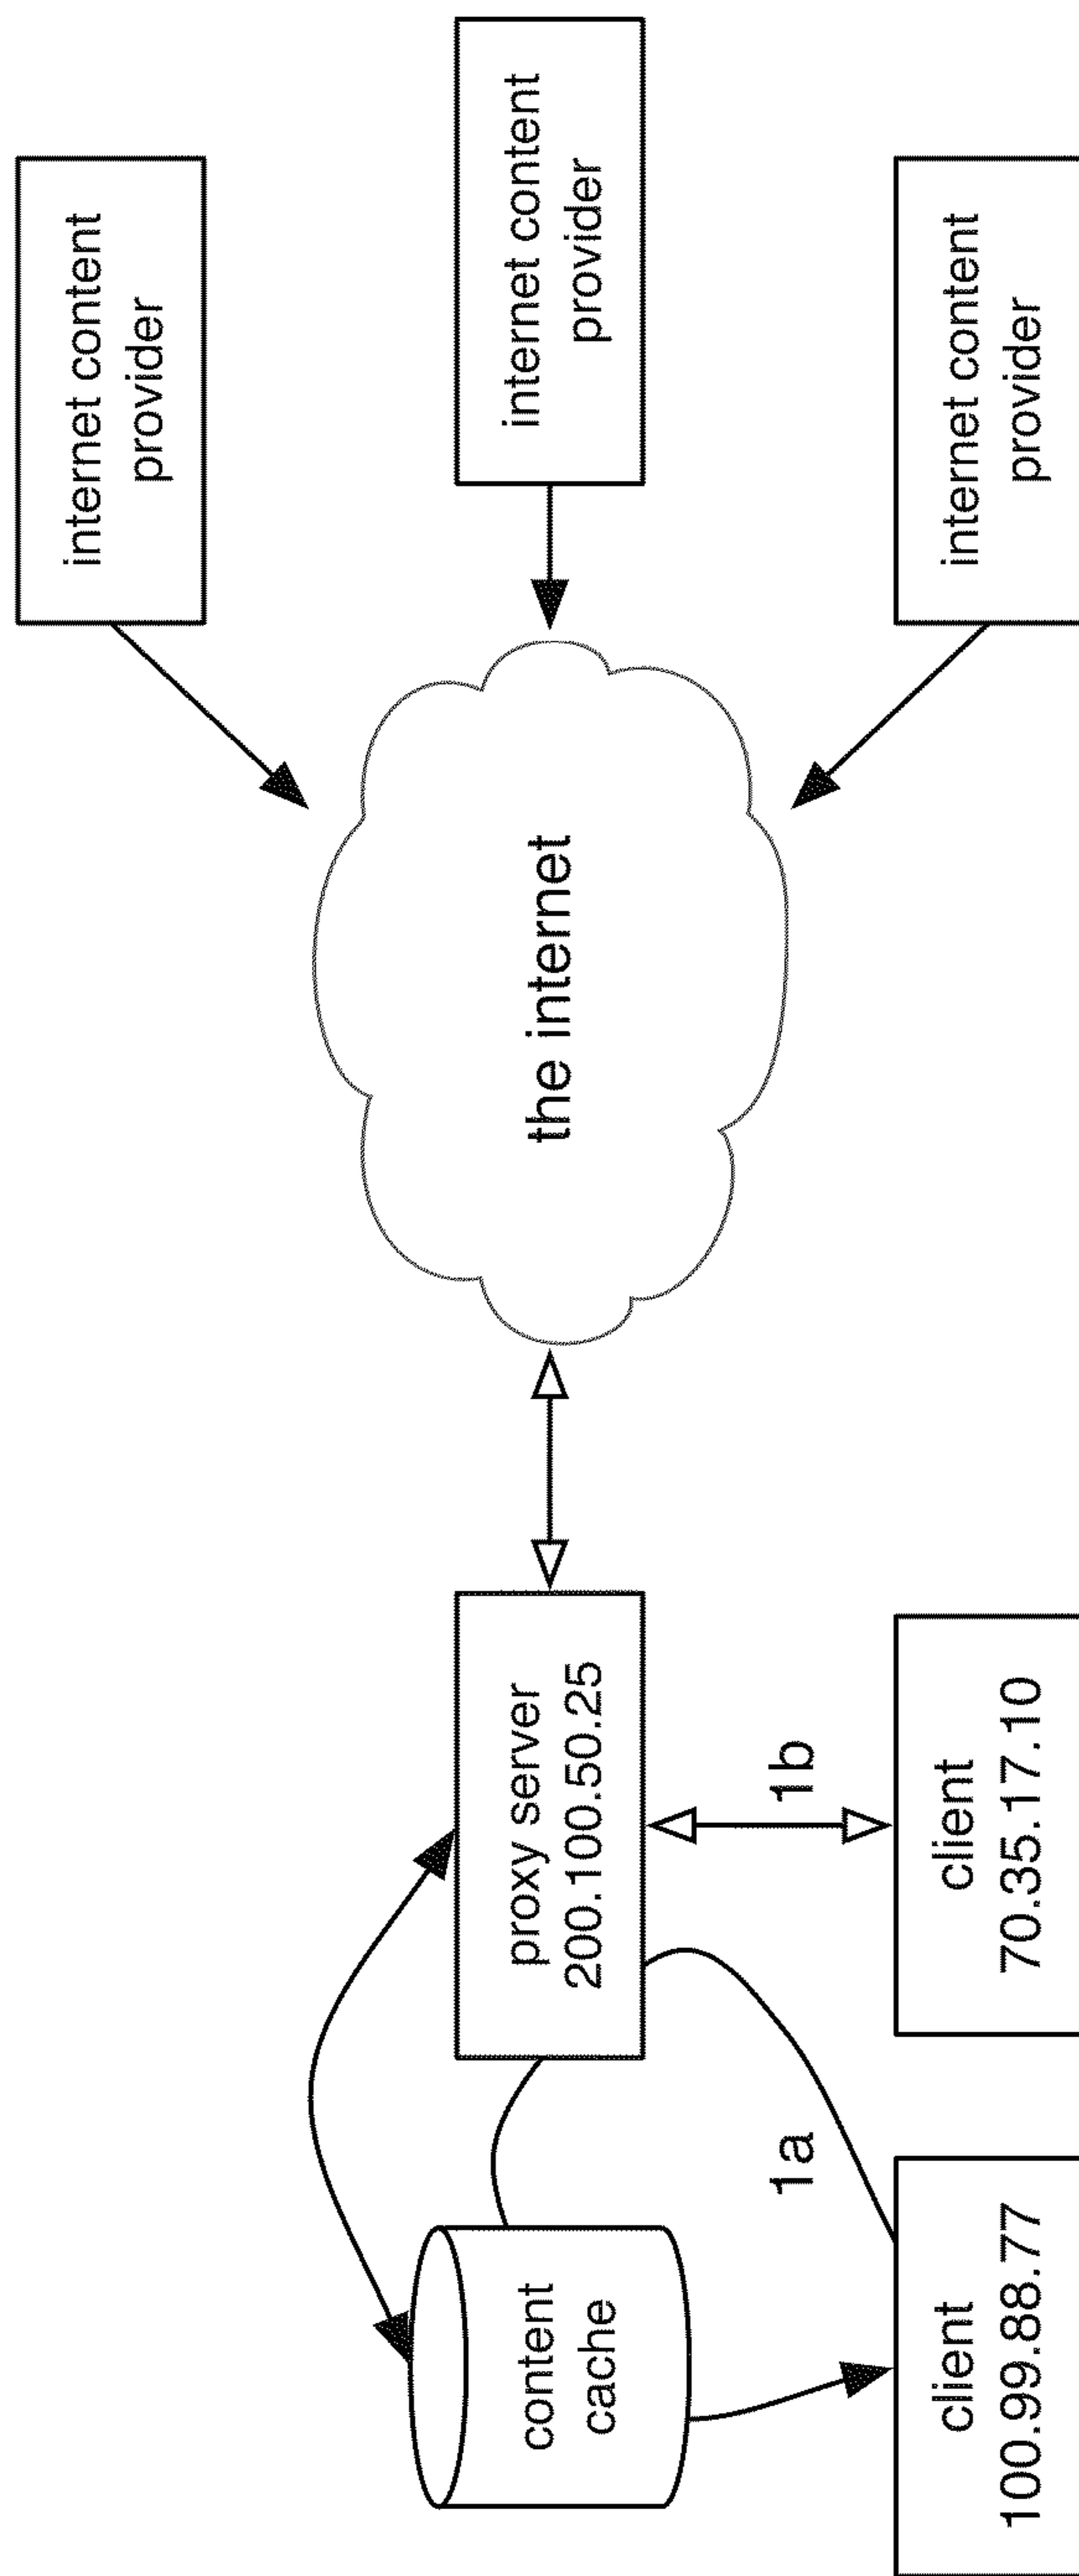 internet content
provider
internet content
provider
internet content
provider
the internet
proxy server
200.100.50.25
content
cache
1a
1b
client
100.99.88.77
client
70.35.17.10